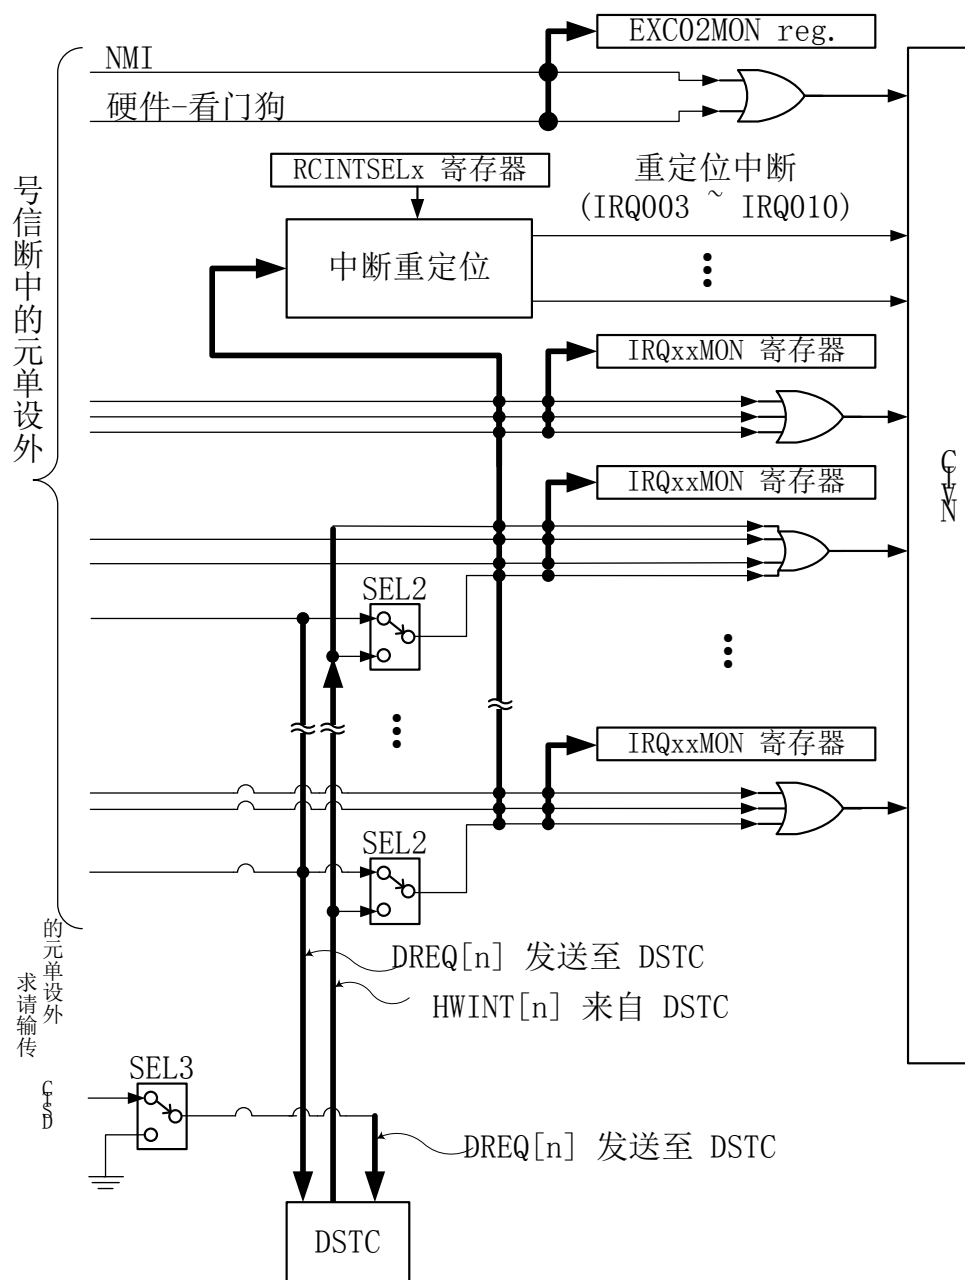 EXC02MON reg.
NMI
硬件-看门狗
RCINTSELx 寄存器
重定位中断
(IRQ003 ~ IRQ010)
中断重定位
外设单元的中断信号
IRQxxMON 寄存器
NVIC
IRQxxMON 寄存器
SEL2
IRQxxMON 寄存器
SEL2
DREQ[n] 发送至 DSTC
HWINT[n] 来自 DSTC
外设单元的
传输请求
DSTC
SEL3
DREQ[n] 发送至 DSTC
DSTC